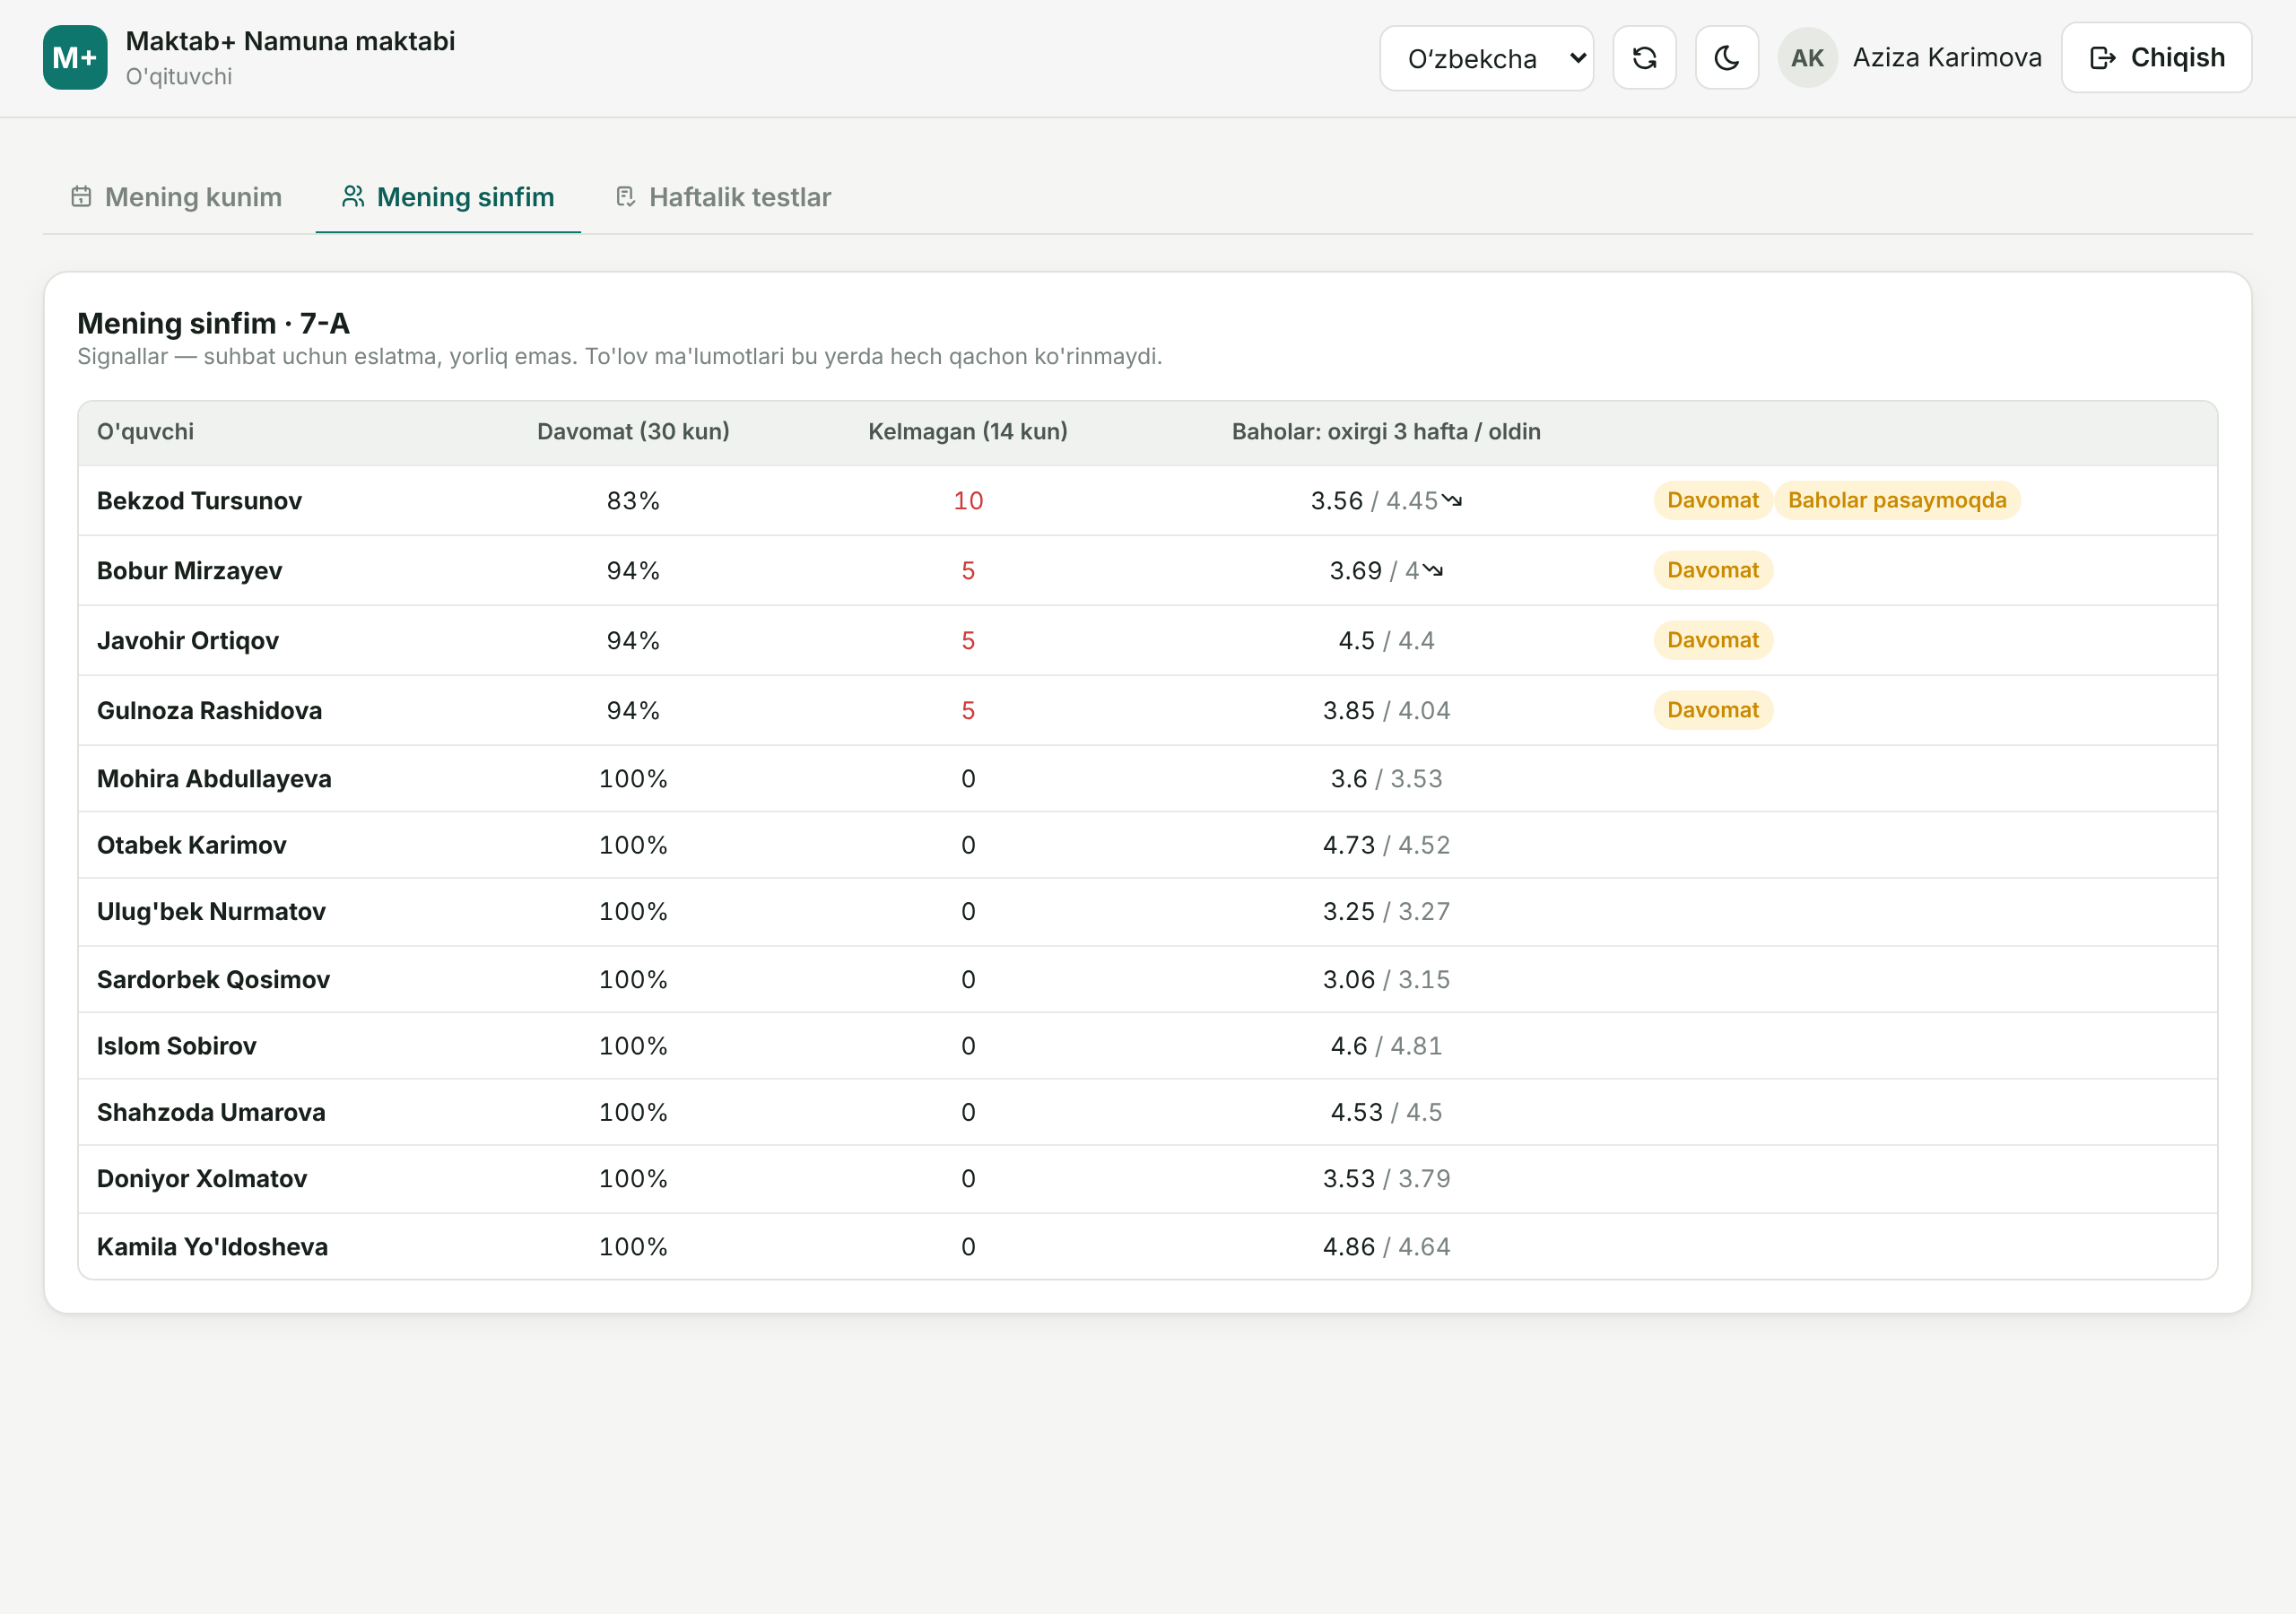 M+
Maktab+ Namuna maktabi
O'qituvchi
Oʻzbekcha
AK
Aziza Karimova
Chiqish
Mening kunim
Mening sinfim
Haftalik testlar
Mening sinfim · 7-A
Signallar — suhbat uchun eslatma, yorliq emas. To'lov ma'lumotlari bu yerda hech qachon ko'rinmaydi.
O'quvchi Davomat (30 kun) Kelmagan (14 kun) Baholar: oxirgi 3 hafta / oldin
Bekzod Tursunov 83% 10 3.56 / 4.45 Davomat Baholar pasaymoqda
Bobur Mirzayev 94% 5 3.69 / 4 Davomat
Javohir Ortiqov 94% 5 4.5 / 4.4 Davomat
Gulnoza Rashidova 94% 5 3.85 / 4.04 Davomat
Mohira Abdullayeva 100% 0 3.6 / 3.53
Otabek Karimov 100% 0 4.73 / 4.52
Ulug'bek Nurmatov 100% 0 3.25 / 3.27
Sardorbek Qosimov 100% 0 3.06 / 3.15
Islom Sobirov 100% 0 4.6 / 4.81
Shahzoda Umarova 100% 0 4.53 / 4.5
Doniyor Xolmatov 100% 0 3.53 / 3.79
Kamila Yo'ldosheva 100% 0 4.86 / 4.64